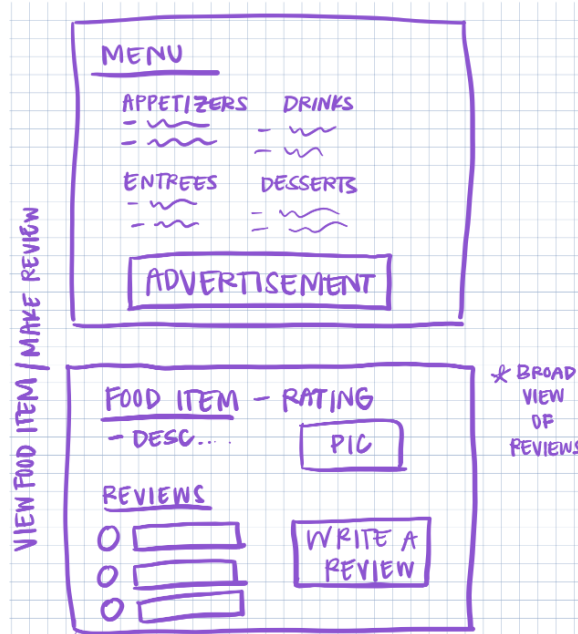 VIEW FOOD ITEM / MAKE REVIEW
MENU
APPETIZERS DRINKS
ENTREES DESSERTS
ADVERTISEMENT
FOOD ITEM - RATING
- DESC....
PIC
REVIEWS
WRITE A
REVIEW
* BROAD
VIEW
OF
REVIEWS